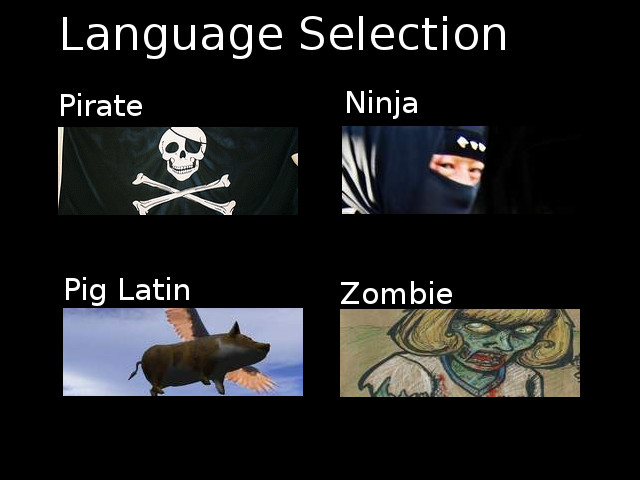 Language Selection
Pirate
Ninja
Pig Latin
Zombie